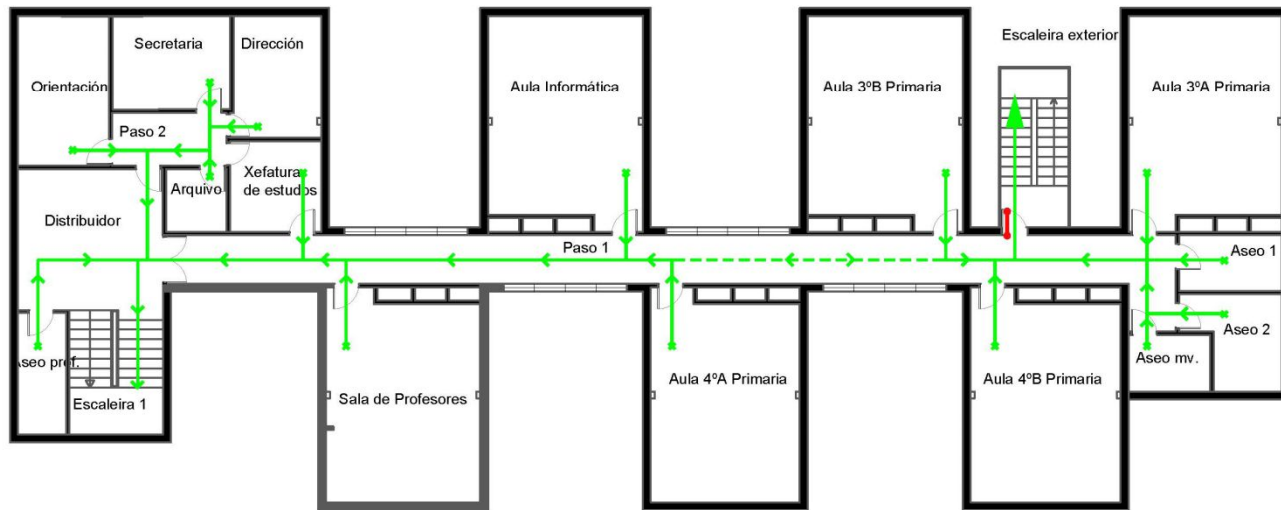 Secretaria
Dirección
Escaleira exterior
Orientación
Aula Informática
Aula 3ºB Primaria
Aula 3ºA Primaria
Paso 2
Xefatura
de estudos
Arquivo
Distribuidor
Paso 1
Aseo 1
Aseo 2
Aseo prof.
Aseo mv.
Aula 4ºA Primaria
Aula 4ºB Primaria
Escaleira 1
Sala de Profesores